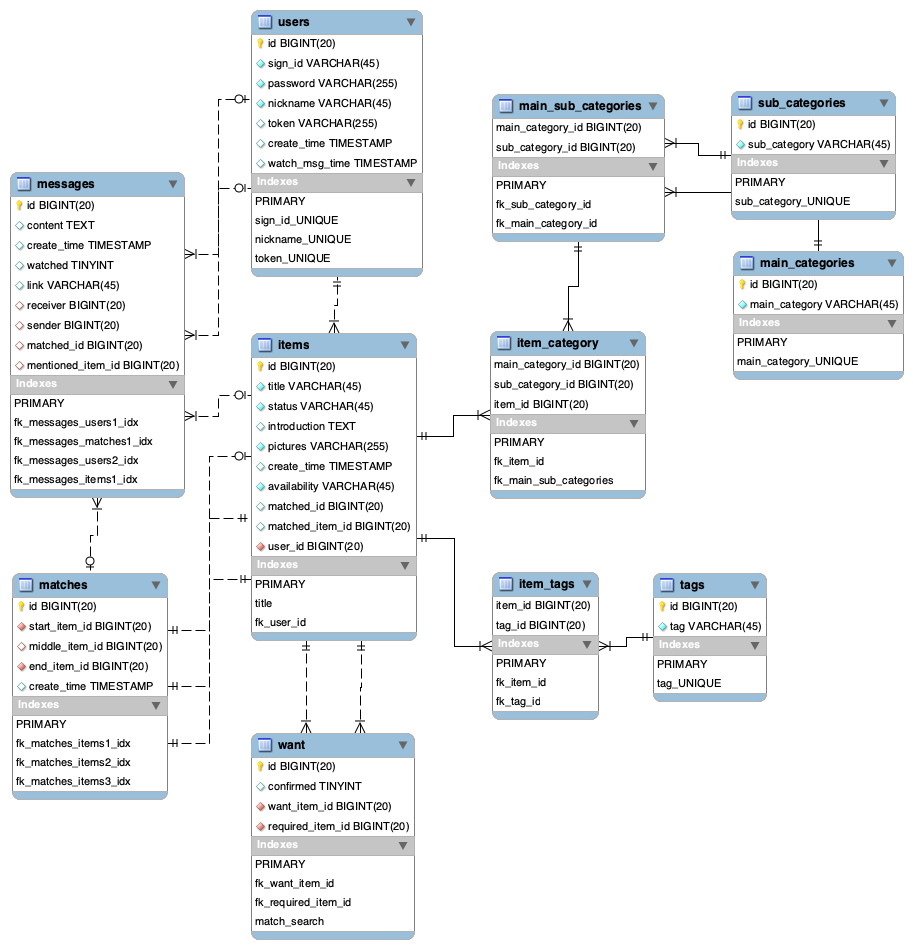 users
id BIGINT(20)
sign_id VARCHAR(45)
password VARCHAR(255)
nickname VARCHAR(45)
token VARCHAR(255)
create_time TIMESTAMP
watch_msg_time TIMESTAMP
Indexes
PRIMARY
sign_id_UNIQUE
nickname_UNIQUE
token_UNIQUE
main_sub_categories
main_category_id BIGINT(20)
sub_category_id BIGINT(20)
Indexes
PRIMARY
fk_sub_category_id
fk_main_category_id
sub_categories
id BIGINT(20)
sub_category VARCHAR(45)
Indexes
PRIMARY
sub_category_UNIQUE
messages
id BIGINT(20)
content TEXT
create_time TIMESTAMP
watched TINYINT
link VARCHAR(45)
receiver BIGINT(20)
sender BIGINT(20)
matched_id BIGINT(20)
mentioned_item_id BIGINT(20)
Indexes
PRIMARY
fk_messages_users1_idx
fk_messages_matches1_idx
fk_messages_users2_idx
fk_messages_items1_idx
main_categories
id BIGINT(20)
main_category VARCHAR(45)
Indexes
PRIMARY
main_category_UNIQUE
items
id BIGINT(20)
title VARCHAR(45)
status VARCHAR(45)
introduction TEXT
pictures VARCHAR(255)
create_time TIMESTAMP
availability VARCHAR(45)
matched_id BIGINT(20)
matched_item_id BIGINT(20)
user_id BIGINT(20)
Indexes
PRIMARY
title
fk_user_id
item_category
main_category_id BIGINT(20)
sub_category_id BIGINT(20)
item_id BIGINT(20)
Indexes
PRIMARY
fk_item_id
fk_main_sub_categories
matches
id BIGINT(20)
start_item_id BIGINT(20)
middle_item_id BIGINT(20)
end_item_id BIGINT(20)
create_time TIMESTAMP
Indexes
PRIMARY
fk_matches_items1_idx
fk_matches_items2_idx
fk_matches_items3_idx
item_tags
item_id BIGINT(20)
tag_id BIGINT(20)
Indexes
PRIMARY
fk_item_id
fk_tag_id
tags
id BIGINT(20)
tag VARCHAR(45)
Indexes
PRIMARY
tag_UNIQUE
want
id BIGINT(20)
confirmed TINYINT
want_item_id BIGINT(20)
required_item_id BIGINT(20)
Indexes
PRIMARY
fk_want_item_id
fk_required_item_id
match_search